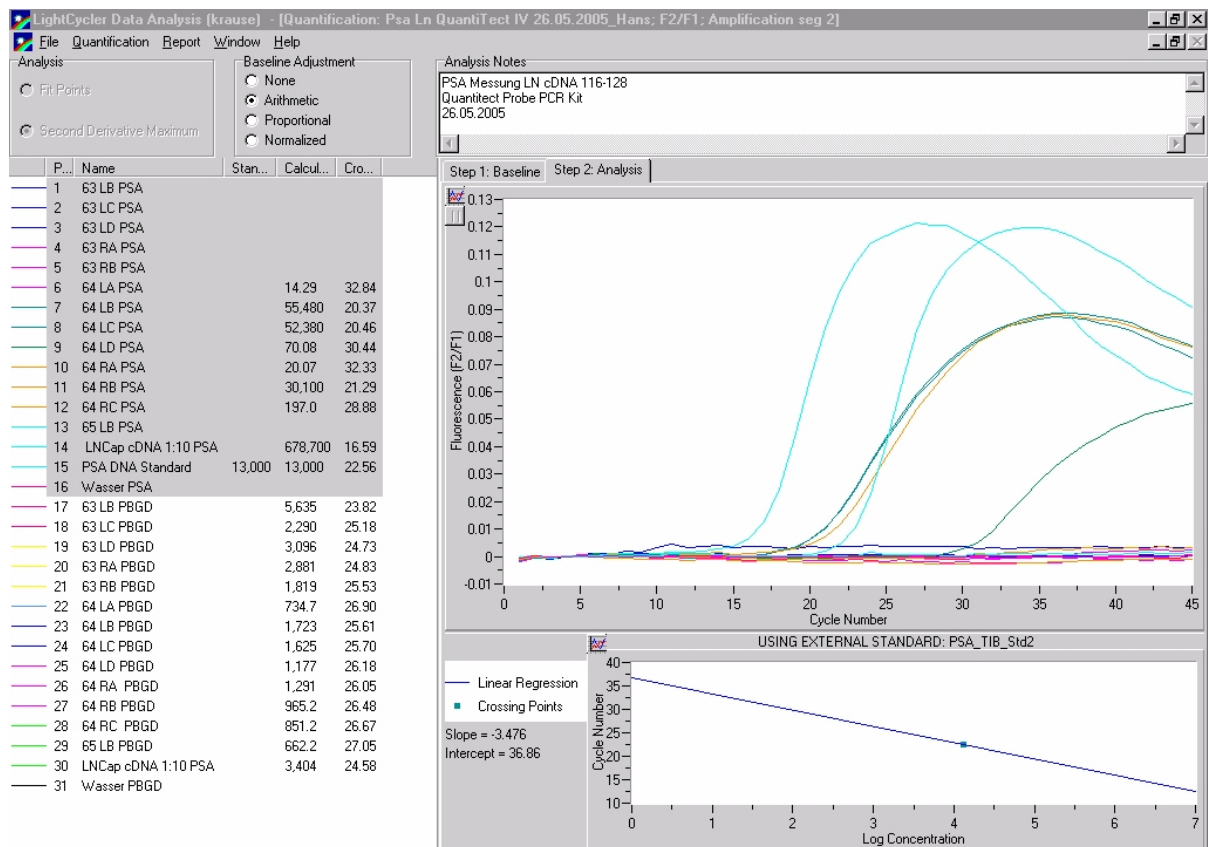 LightCycler Data Analysis (krause) - [Quantification: Psa Ln QuantiTect IV 26.05.2005_Hans; F2/F1; Amplification seg 2]
File Quantification Report Window Help
Analysis
Fit Points
Second Derivative Maximum
Baseline Adjustment
None
Arithmetic
Proportional
Normalized
Analysis Notes
PSA Messung LN cDNA 116-128
Quantitect Probe PCR Kit
26.05.2005
P... Name Stan... Calcul... Cro...
1 63 LB PSA
2 63 LC PSA
3 63 LD PSA
4 63 RA PSA
5 63 RB PSA
6 64 LA PSA 14.29 32.84
7 64 LB PSA 55,480 20.37
8 64 LC PSA 52,380 20.46
9 64 LD PSA 70.08 30.44
10 64 RA PSA 20.07 32.33
11 64 RB PSA 30,100 21.29
12 64 RC PSA 197.0 28.88
13 65 LB PSA
14 LNCap cDNA 1:10 PSA 678,700 16.59
15 PSA DNA Standard 13,000 13,000 22.56
16 Wasser PSA
17 63 LB PBGD 5,635 23.82
18 63 LC PBGD 2,290 25.18
19 63 LD PBGD 3,096 24.73
20 63 RA PBGD 2,881 24.83
21 63 RB PBGD 1,819 25.53
22 64 LA PBGD 734.7 26.90
23 64 LB PBGD 1,723 25.61
24 64 LC PBGD 1,625 25.70
25 64 LD PBGD 1,177 26.18
26 64 RA PBGD 1,291 26.05
27 64 RB PBGD 965.2 26.48
28 64 RC PBGD 851.2 26.67
29 65 LB PBGD 662.2 27.05
30 LNCap cDNA 1:10 PSA 3,404 24.58
31 Wasser PBGD
Step 1: Baseline Step 2: Analysis
0.13
0.12
0.11
0.1
0.09
0.08
0.07
0.06
0.05
0.04
0.03
0.02
0.01
0
-0.01
Fluorescence (F2/F1)
0 5 10 15 20 25 30 35 40 45
Cycle Number
USING EXTERNAL STANDARD: PSA_TIB_Std2
Linear Regression
Crossing Points
Slope = -3.476
Intercept = 36.86
40
35
30
25
20
15
10
Cycle Number
0 1 2 3 4 5 6 7
Log Concentration